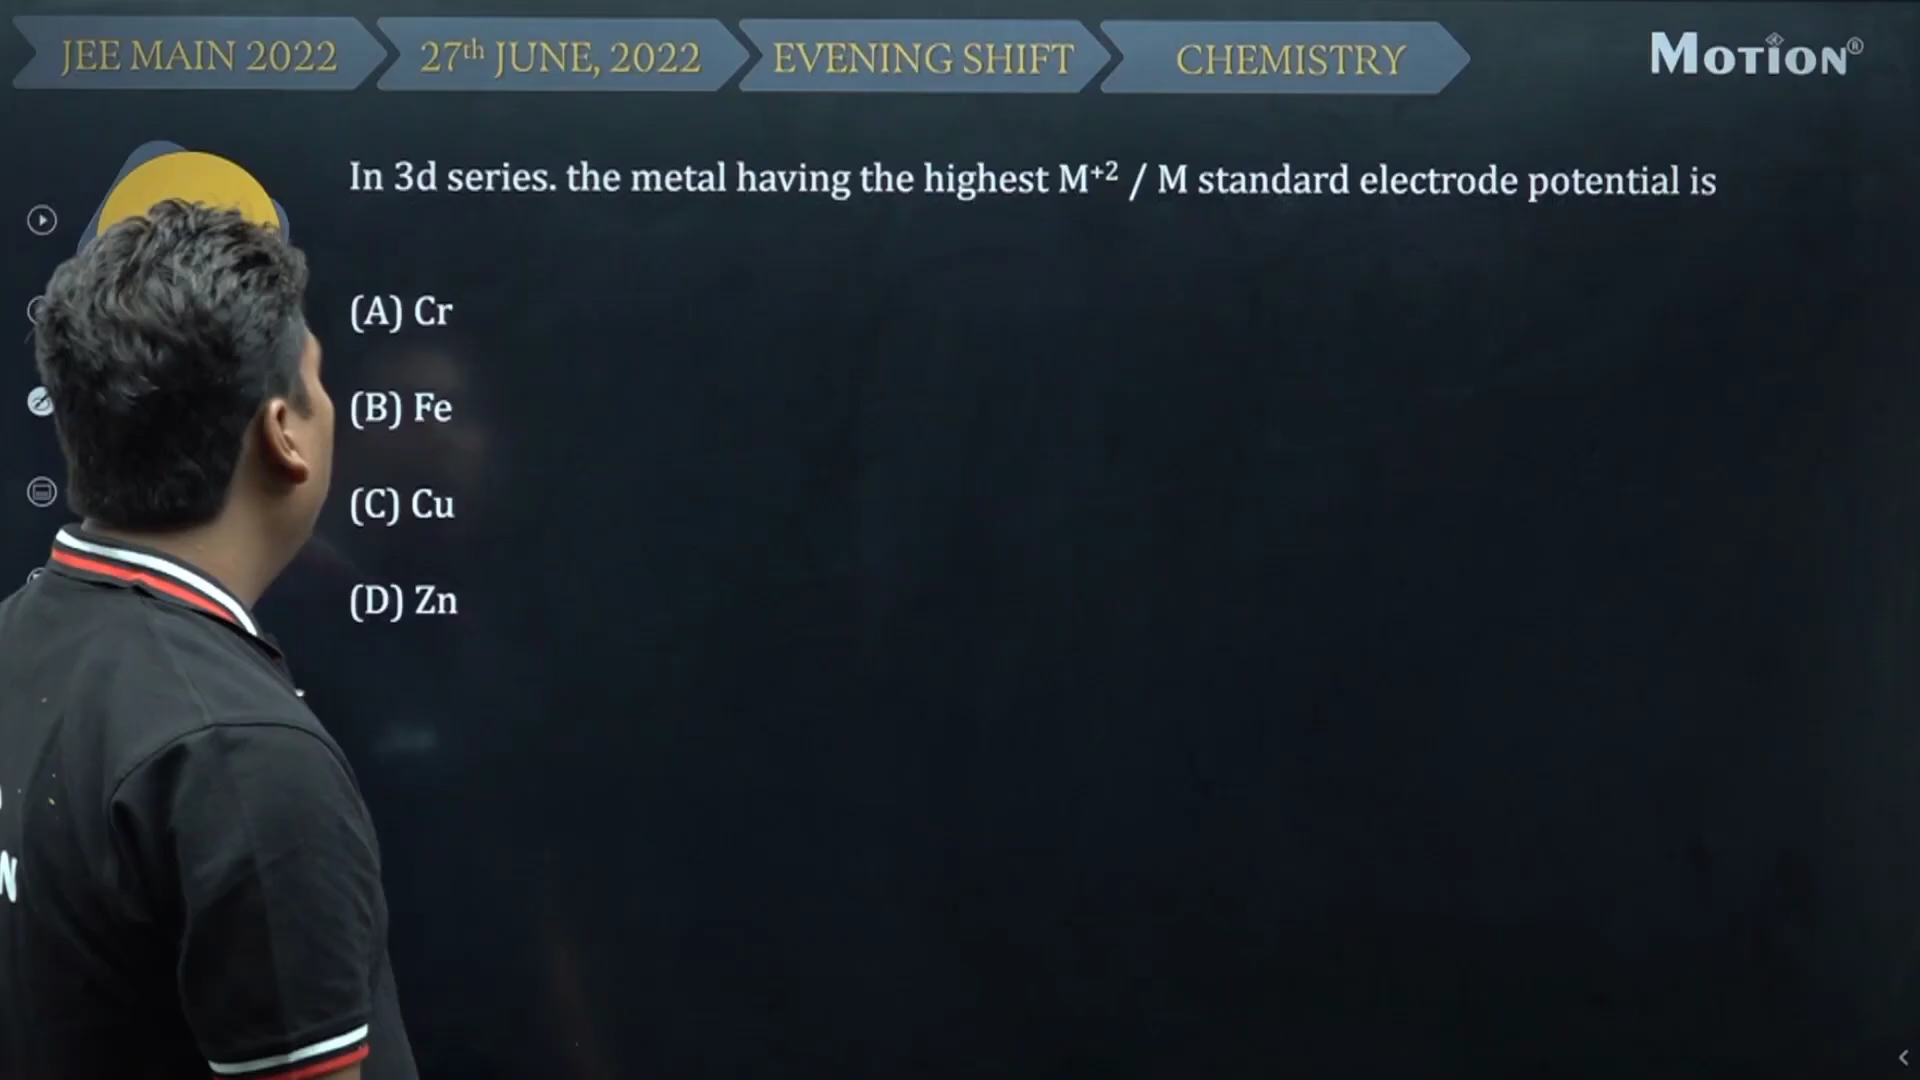 JEE MAIN 2022
27th JUNE, 2022
EVENING SHIFT
CHEMISTRY
MOTION®
In 3d series. the metal having the highest M+2 / M standard electrode potential is
(A) Cr
(B) Fe
(C) Cu
(D) Zn
N